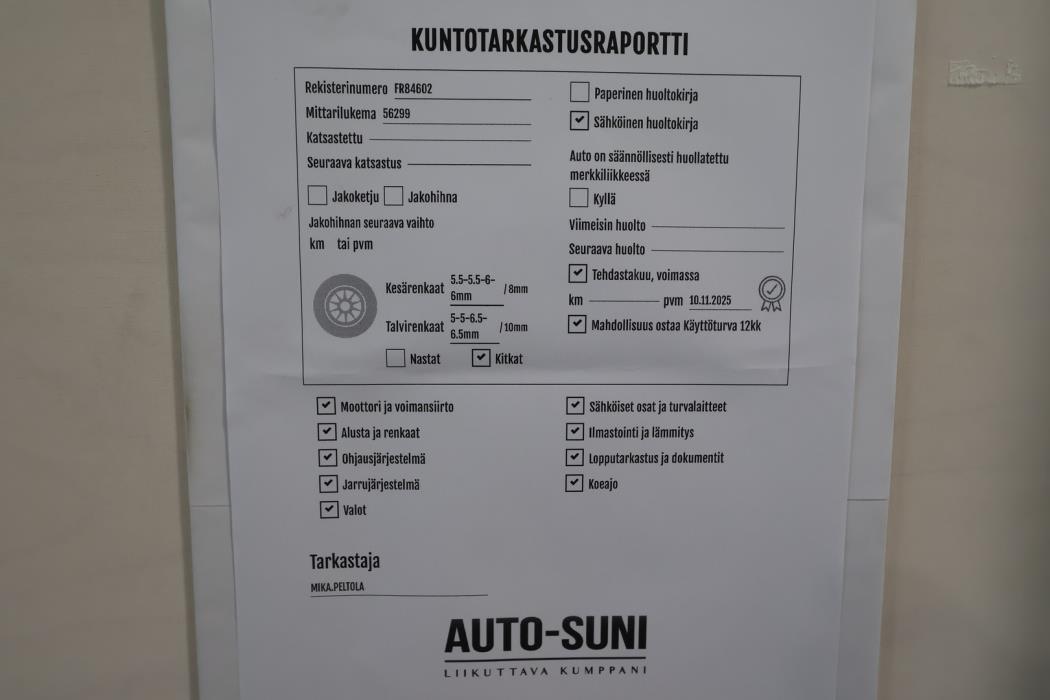 KUNTOTARKASTUSRAPORTTI
Rekisterinumero FR84602
Mittarilukema 56299
Katsastettu
Seuraava katsastus
Jakoketju Jakohihna
Jakohihnan seuraava vaihto
km tai pvm
Kesärenkaat 5.5-5.5-6-
6mm / 8mm
Talvirenkaat 5-5-6.5-
6.5mm / 10mm
Nastat Kitkat
Paperinen huoltokirja
Sähköinen huoltokirja
Auto on säännöllisesti huollatettu
merkkiliikkeessä
Kyllä
Viimeisin huolto
Seuraava huolto
Tehdastakuu, voimassa
km pvm 10.11.2025
Mahdollisuus ostaa Käyttöturva 12kk
Moottori ja voimansiirto
Alusta ja renkaat
Ohjausjärjestelmä
Jarrujärjestelmä
Valot
Sähköiset osat ja turvalaitteet
Ilmastointi ja lämmitys
Lopputarkastus ja dokumentit
Koeajo
Tarkastaja
MIKA.PELTOLA
AUTO-SUNI
LIIKUTTAVA KUMPPANI